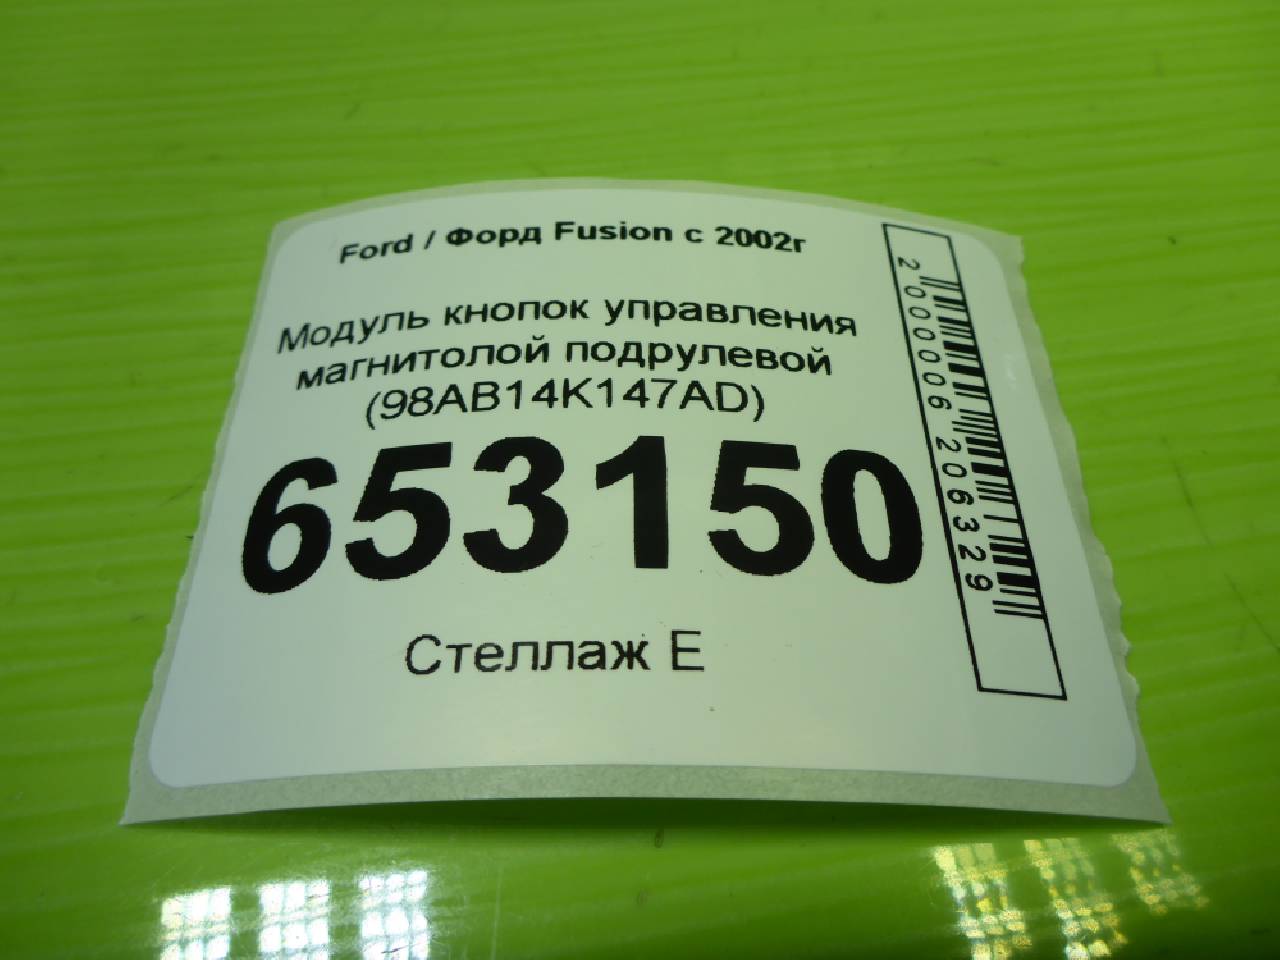 Ford / Форд Fusion с 2002г
Модуль кнопок управления
магнитолой подрулевой
(98AB14K147AD)
653150
Стеллаж E
2000006206329